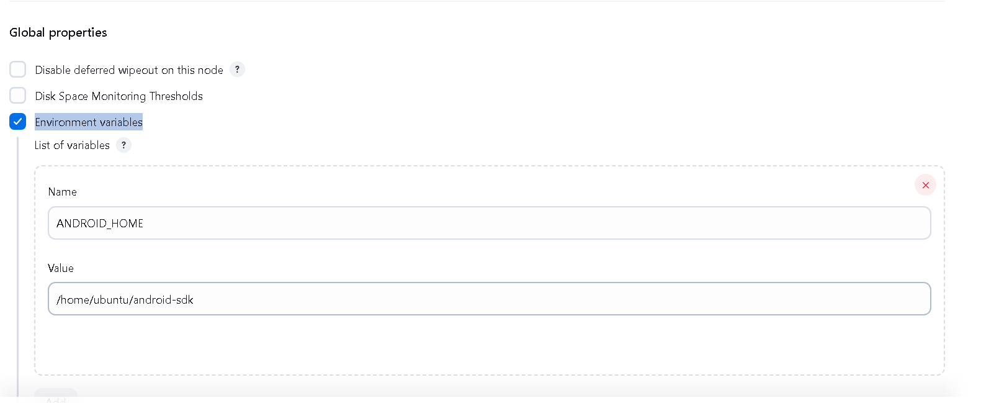 Global properties
Disable deferred wipeout on this node ?
Disk Space Monitoring Thresholds
Environment variables
List of variables ?
Name
ANDROID_HOME
Value
/home/ubuntu/android-sdk
Add